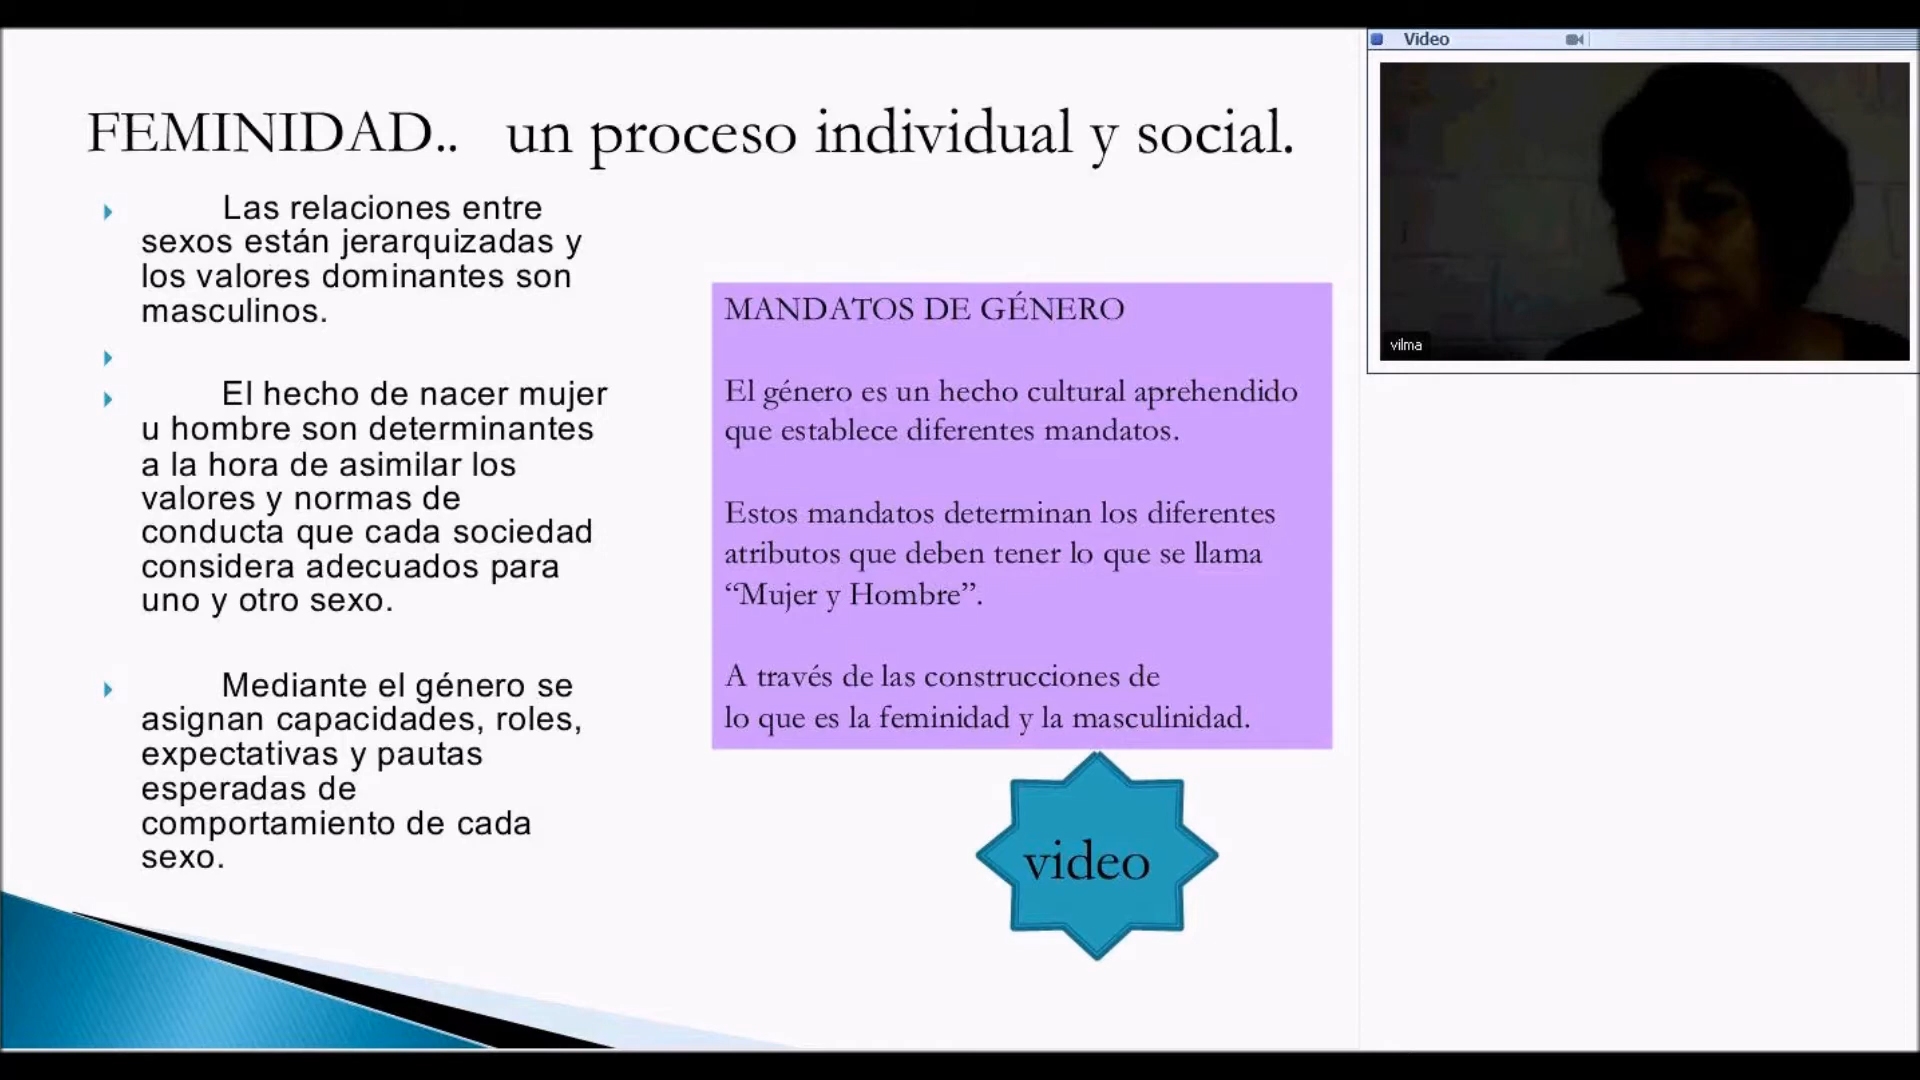 FEMINIDAD.. un proceso individual y social.
Las relaciones entre
sexos están jerarquizadas y
los valores dominantes son
masculinos.
El hecho de nacer mujer
u hombre son determinantes
a la hora de asimilar los
valores y normas de
conducta que cada sociedad
considera adecuados para
uno y otro sexo.
Mediante el género se
asignan capacidades, roles,
expectativas y pautas
esperadas de
comportamiento de cada
sexo.
MANDATOS DE GÉNERO
El género es un hecho cultural aprehendido
que establece diferentes mandatos.
Estos mandatos determinan los diferentes
atributos que deben tener lo que se llama
“Mujer y Hombre”.
A través de las construcciones de
lo que es la feminidad y la masculinidad.
video
Video
vilma